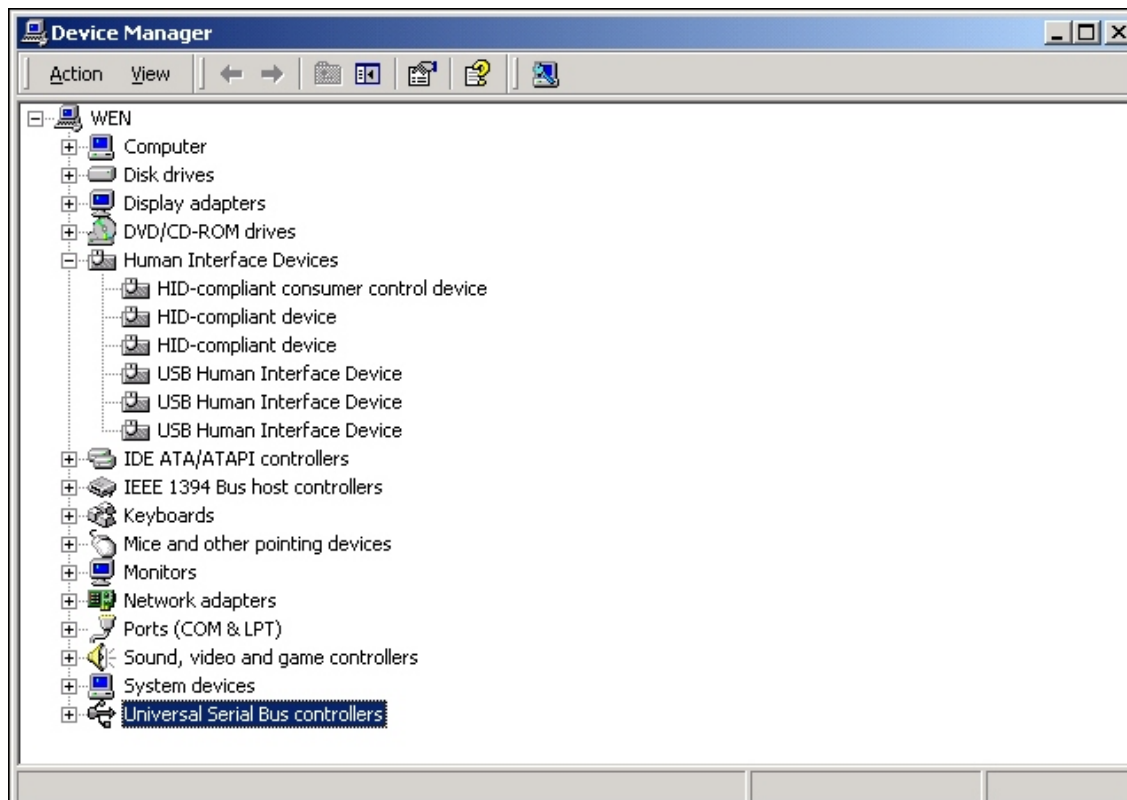 Device Manager
Action View
WEN
Computer
Disk drives
Display adapters
DVD/CD-ROM drives
Human Interface Devices
HID-compliant consumer control device
HID-compliant device
HID-compliant device
USB Human Interface Device
USB Human Interface Device
USB Human Interface Device
IDE ATA/ATAPI controllers
IEEE 1394 Bus host controllers
Keyboards
Mice and other pointing devices
Monitors
Network adapters
Ports (COM & LPT)
Sound, video and game controllers
System devices
Universal Serial Bus controllers